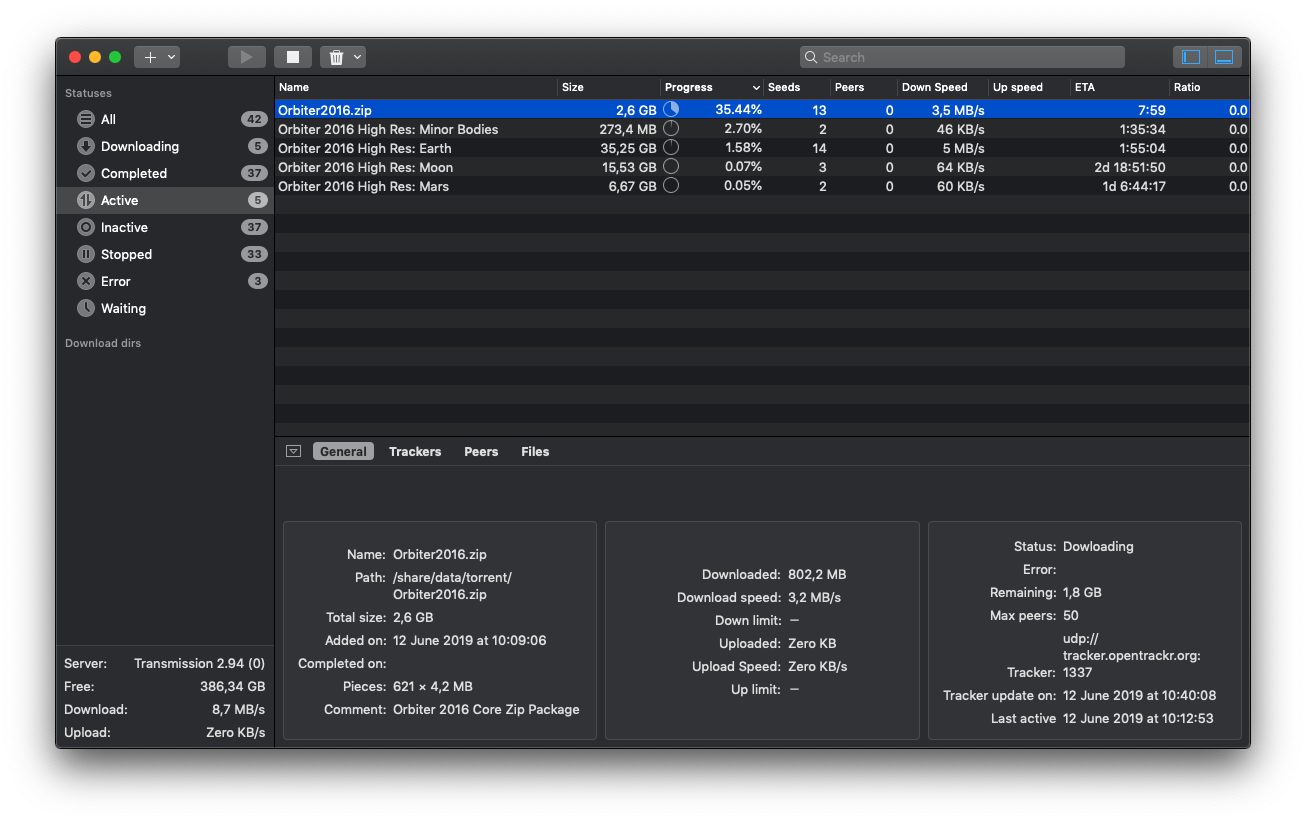 Search
Statuses
All 42
Downloading 5
Completed 37
Active 5
Inactive 37
Stopped 33
Error 3
Waiting
Download dirs
Server: Transmission 2.94 (0)
Free: 386,34 GB
Download: 8,7 MB/s
Upload: Zero KB/s
Name Size Progress Seeds Peers Down Speed Up speed ETA Ratio
Orbiter2016.zip 2,6 GB 35.44% 13 0 3,5 MB/s 7:59 0.0
Orbiter 2016 High Res: Minor Bodies 273,4 MB 2.70% 2 0 46 KB/s 1:35:34 0.0
Orbiter 2016 High Res: Earth 35,25 GB 1.58% 14 0 5 MB/s 1:55:04 0.0
Orbiter 2016 High Res: Moon 15,53 GB 0.07% 3 0 64 KB/s 2d 18:51:50 0.0
Orbiter 2016 High Res: Mars 6,67 GB 0.05% 2 0 60 KB/s 1d 6:44:17 0.0
General Trackers Peers Files
Name: Orbiter2016.zip
Path: /share/data/torrent/
Orbiter2016.zip
Total size: 2,6 GB
Added on: 12 June 2019 at 10:09:06
Completed on:
Pieces: 621 × 4,2 MB
Comment: Orbiter 2016 Core Zip Package
Downloaded: 802,2 MB
Download speed: 3,2 MB/s
Down limit: —
Uploaded: Zero KB
Upload Speed: Zero KB/s
Up limit: —
Status: Dowloading
Error:
Remaining: 1,8 GB
Max peers: 50
udp://
tracker.opentrackr.org:
Tracker: 1337
Tracker update on: 12 June 2019 at 10:40:08
Last active 12 June 2019 at 10:12:53